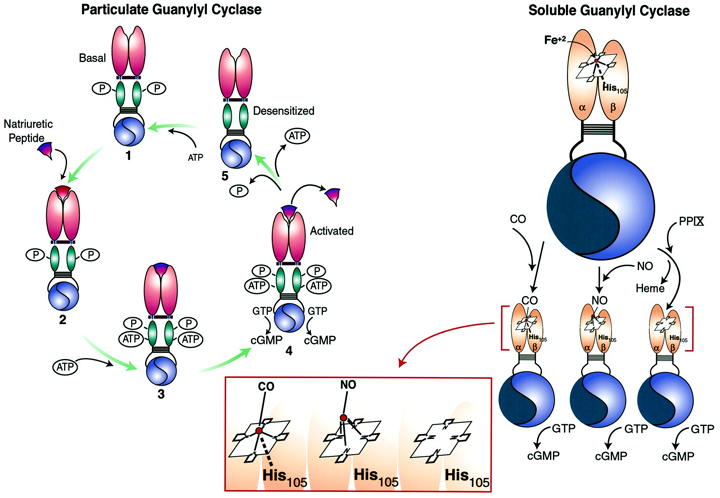 Particulate Guanylyl Cyclase
Basal
P
P
1
Natriuretic
Peptide
P
P
2
ATP
P
P
ATP
ATP
3
Activated
P
P
ATP
ATP
GTP
GTP
cGMP
cGMP
4
P
ATP
Desensitized
5
ATP
Soluble Guanylyl Cyclase
Fe+2
His105
α
β
CO
NO
PPIX
Heme
CO
His105
α
β
GTP
cGMP
NO
His105
α
β
GTP
cGMP
His105
α
β
GTP
cGMP
CO
His105
NO
His105